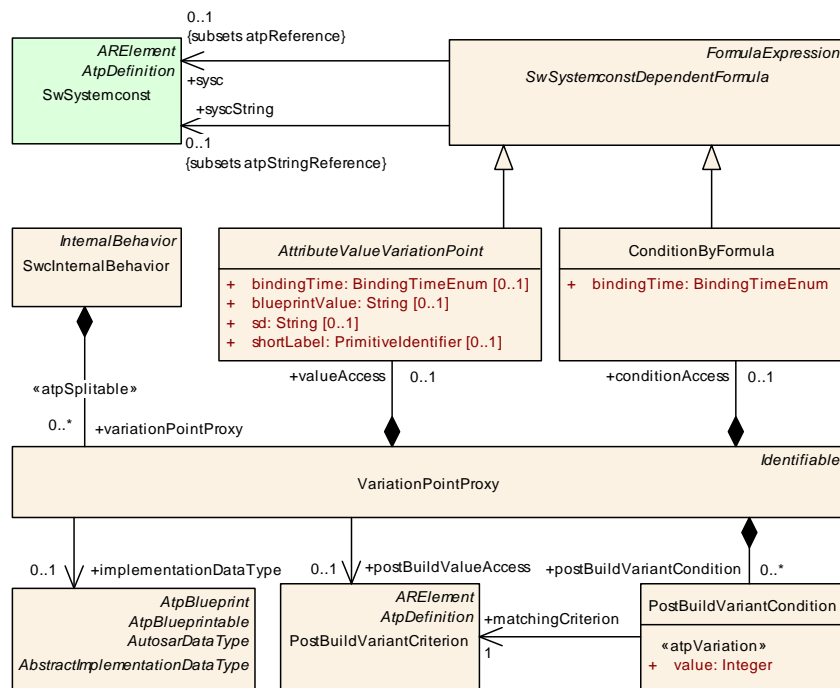 0..1
{subsets atpReference}
ARElement
AtpDefinition
SwSystemconst
+sysc
+syscString
0..1
{subsets atpStringReference}
FormulaExpression
SwSystemconstDependentFormula
InternalBehavior
SwcInternalBehavior
AttributeValueVariationPoint
+ bindingTime: BindingTimeEnum [0..1]
+ blueprintValue: String [0..1]
+ sd: String [0..1]
+ shortLabel: PrimitiveIdentifier [0..1]
ConditionByFormula
+ bindingTime: BindingTimeEnum
«atpSplitable»
0..*
+variationPointProxy
+valueAccess
0..1
+conditionAccess
0..1
Identifiable
VariationPointProxy
0..1
+implementationDataType
0..1
+postBuildValueAccess
+postBuildVariantCondition
0..*
AtpBlueprint
AtpBlueprintable
AutosarDataType
AbstractImplementationDataType
ARElement
AtpDefinition
PostBuildVariantCriterion
+matchingCriterion
1
PostBuildVariantCondition
«atpVariation»
+ value: Integer